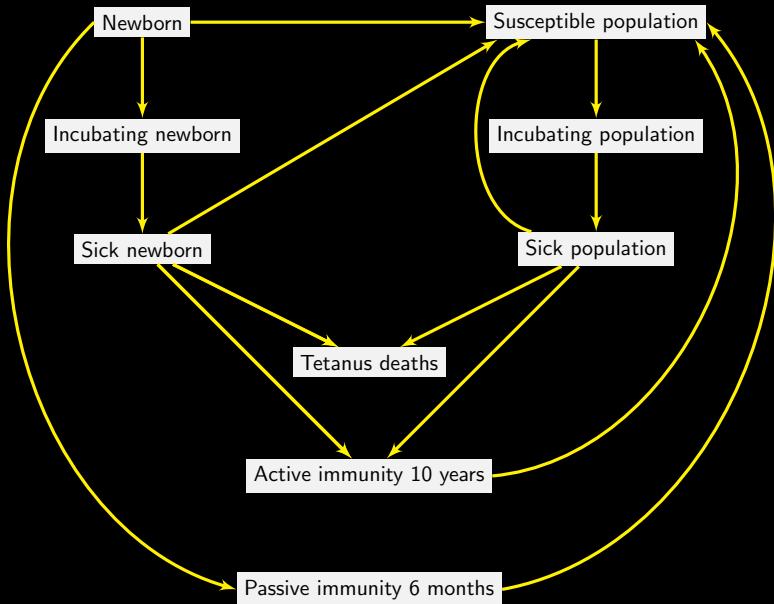 Newborn
Susceptible population
Incubating newborn
Incubating population
Sick newborn
Sick population
Tetanus deaths
Active immunity 10 years
Passive immunity 6 months